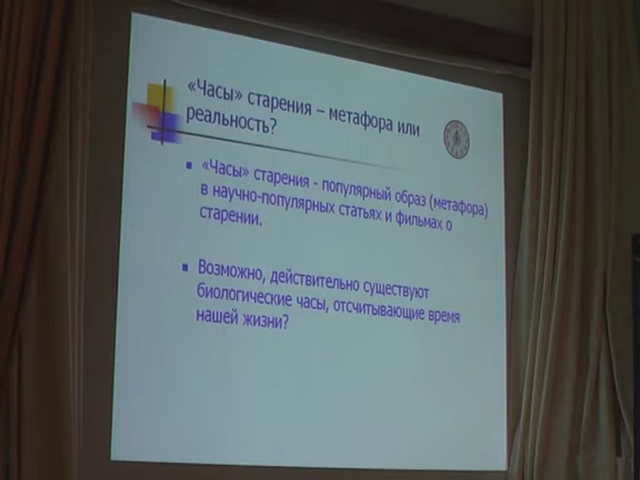 «Часы» старения – метафора или
реальность?
«Часы» старения - популярный образ (метафора)
в научно-популярных статьях и фильмах о
старении.
Возможно, действительно существуют
биологические часы, отсчитывающие время
нашей жизни?